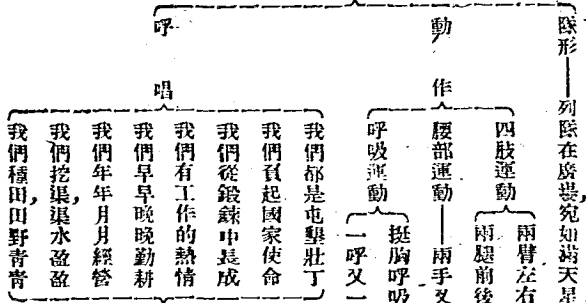 隊形——列隊在廣場,宛如滿天星
動作
四肢運動
兩臂左右
兩腿前後
腰部運動——兩手叉
呼吸運動
挺胸呼吸
一呼又一
呼唱
我們都是屯墾壯丁
我們負起國家使命
我們從鍛鍊中長成
我們有工作的熱情
我們早早晚晚勤耕
我們年年月月經營
我們挖渠,渠水盈盈
我們種田,田野青青